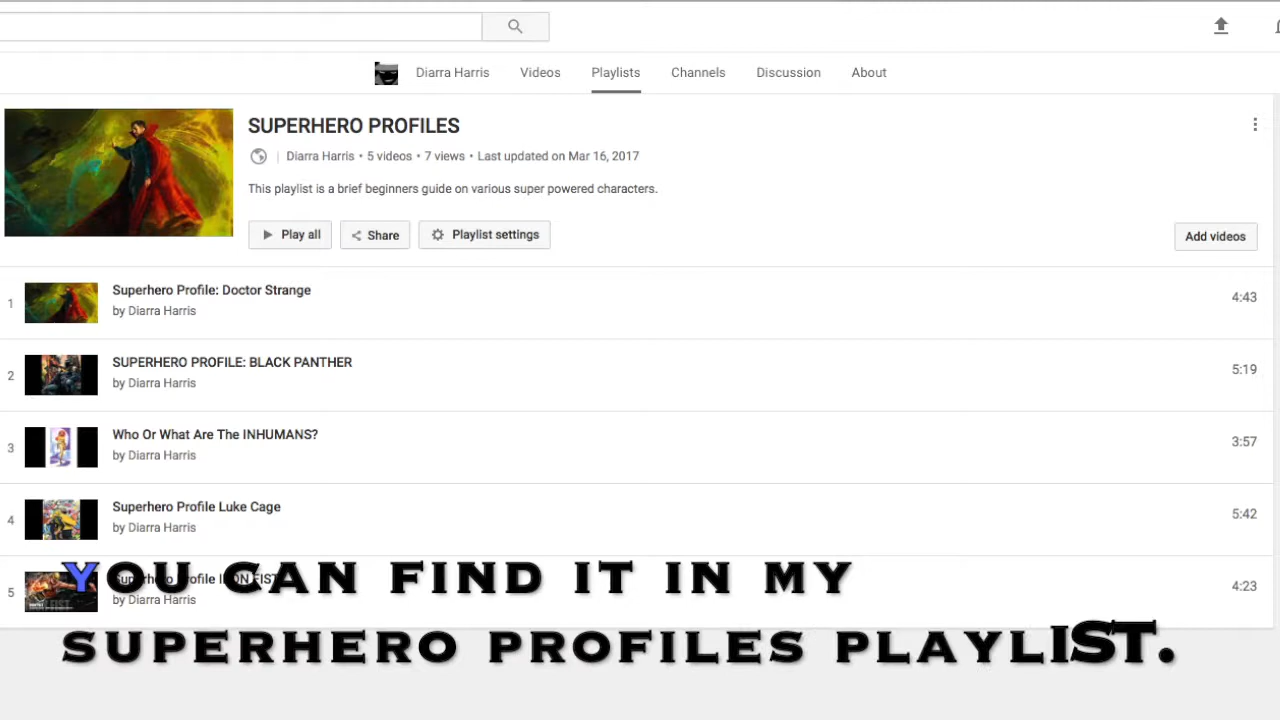 Diarra Harris Videos Playlists Channels Discussion About
SUPERHERO PROFILES
Diarra Harris • 5 videos • 7 views • Last updated on Mar 16, 2017
This playlist is a brief beginners guide on various super powered characters.
Play all Share Playlist settings Add videos
1 Superhero Profile: Doctor Strange 4:43
by Diarra Harris
2 SUPERHERO PROFILE: BLACK PANTHER 5:19
by Diarra Harris
3 Who Or What Are The INHUMANS? 3:57
by Diarra Harris
4 Superhero Profile Luke Cage 5:42
by Diarra Harris
5 Superhero Profile IRON FIST 4:23
by Diarra Harris
YOU CAN FIND IT IN MY
SUPERHERO PROFILES PLAYLIST.